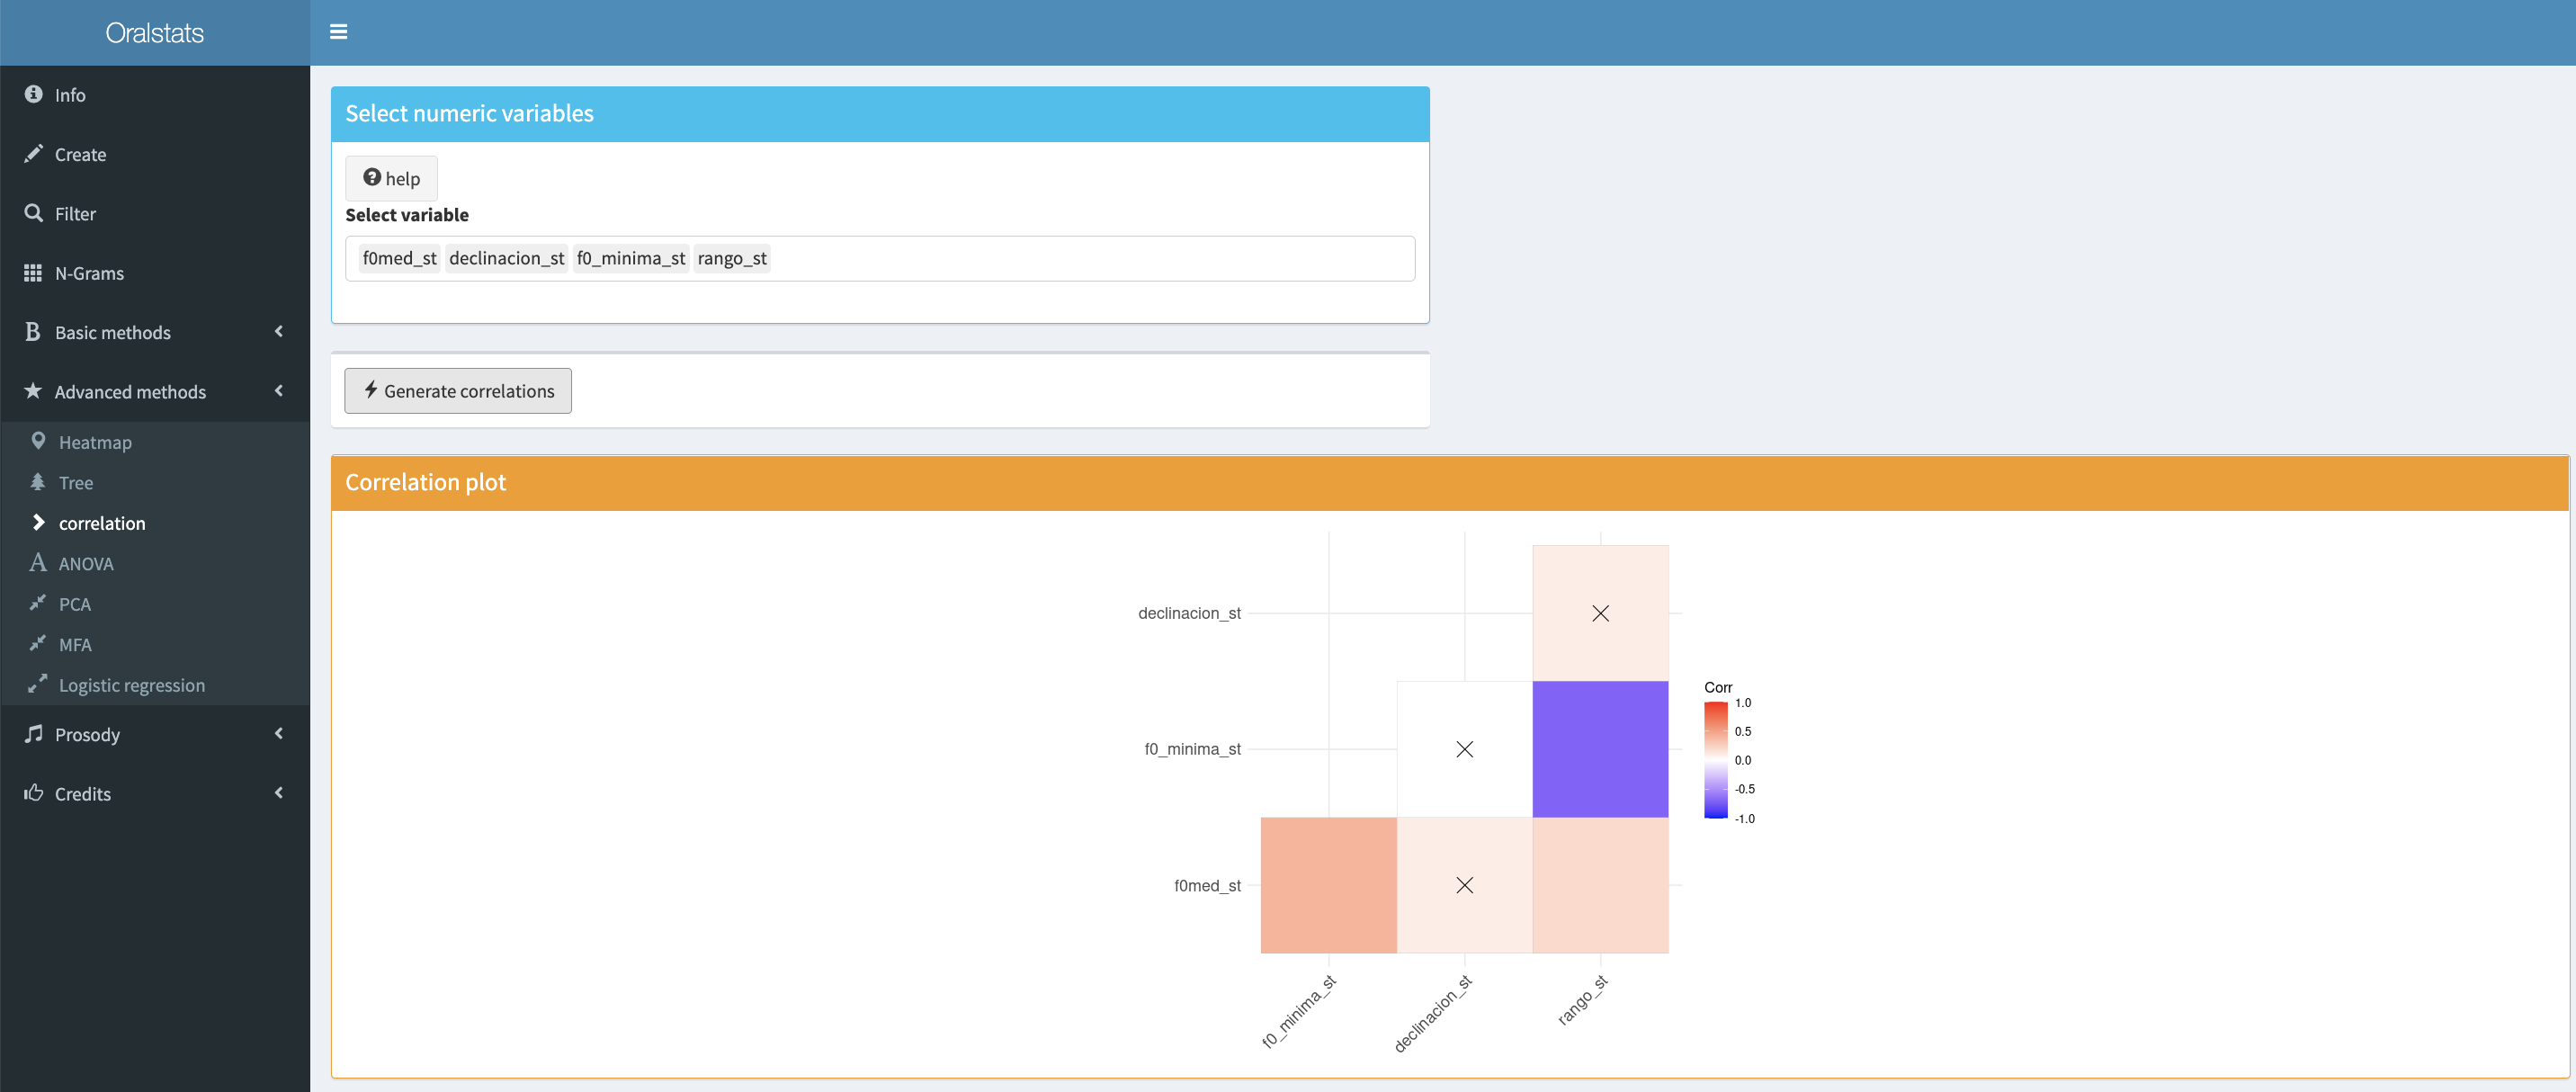 Oralstats
Info
Create
Filter
N-Grams
Basic methods
Advanced methods
Heatmap
Tree
correlation
ANOVA
PCA
MFA
Logistic regression
Prosody
Credits
Select numeric variables
help
Select variable
f0med_st declinacion_st f0_minima_st rango_st
Generate correlations
Correlation plot
declinacion_st
f0_minima_st
f0med_st
f0_minima_st
declinacion_st
rango_st
Corr
1.0
0.5
0.0
-0.5
-1.0